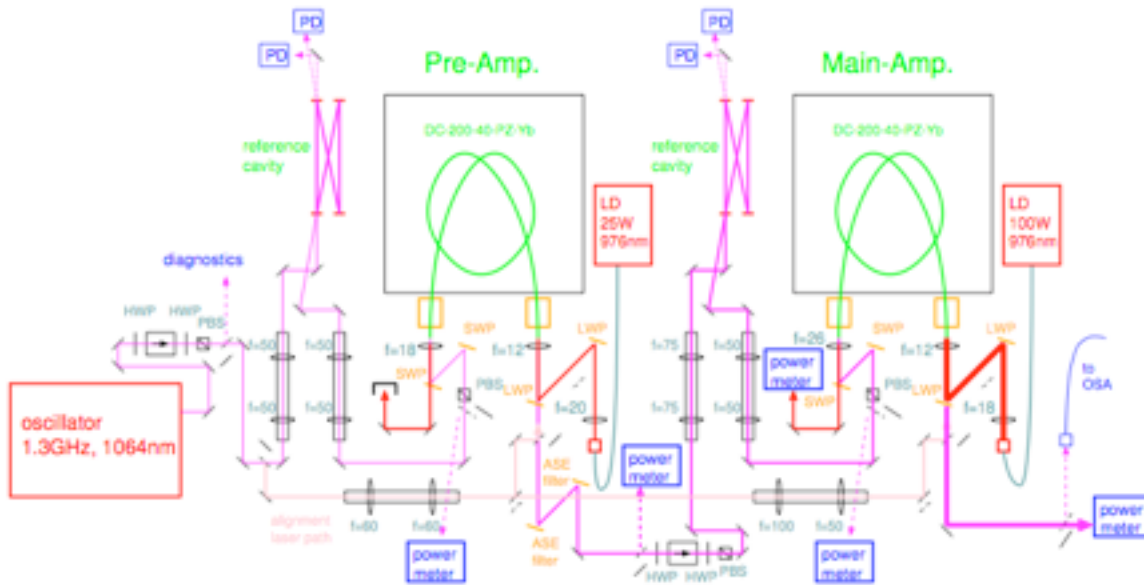 PD
PD
Pre-Amp.
PD
PD
Main-Amp.
DC-200-40-PZ-Yb
DC-200-40-PZ-Yb
reference
cavity
reference
cavity
LD
25W
976nm
LD
100W
976nm
diagnostics
HWP
HWP
PBS
SWP
LWP
SWP
LWP
f=50
f=50
f=18
f=12
f=75
f=50
f=26
f=12
SWP
PBS
LWP
power
meter
SWP
PBS
LWP
to
OSA
f=50
f=50
f=20
f=75
f=50
f=18
oscillator
1.3GHz, 1064nm
ASE
filter
power
meter
f=60
f=60
f=100
f=50
alignment
laser path
power
meter
ASE
filter
HWP
HWP
PBS
power
meter
power
meter